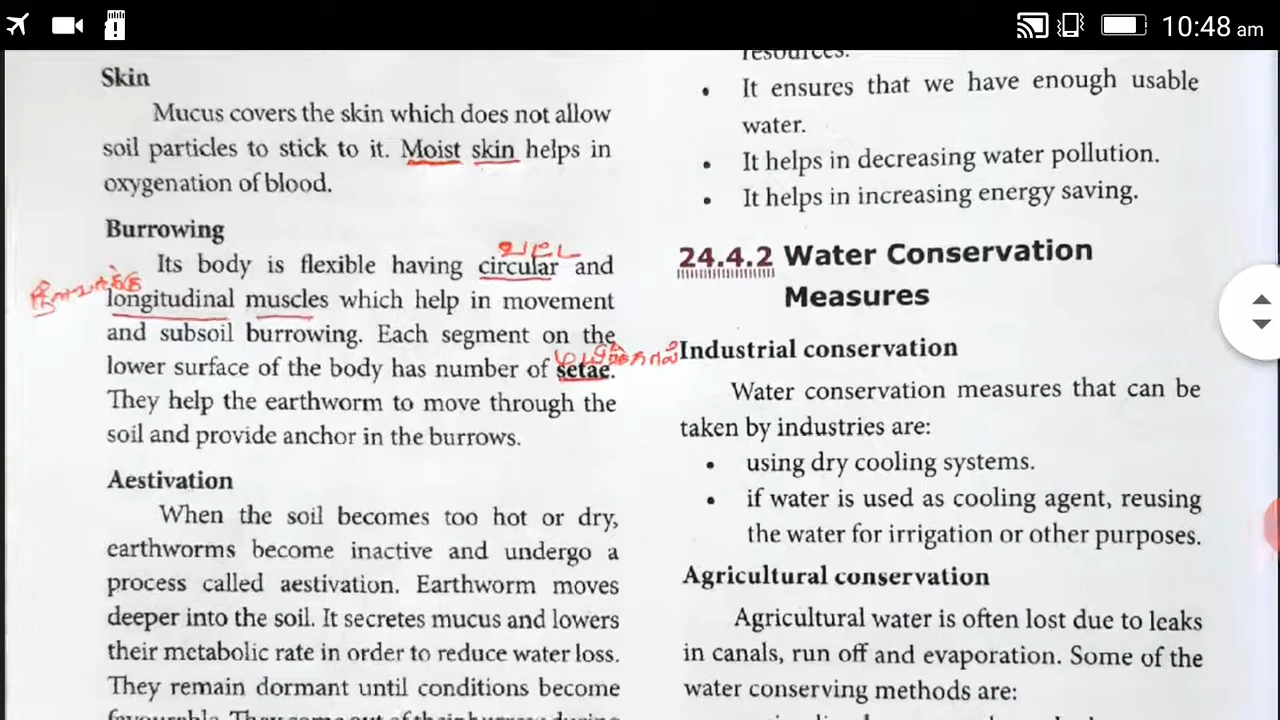 10:48 am
Skin
Mucus covers the skin which does not allow
soil particles to stick to it. Moist skin helps in
oxygenation of blood.
Burrowing
வட்ட
Its body is flexible having circular and
longitudinal muscles which help in movement
and subsoil burrowing. Each segment on the
lower surface of the body has number of setae.
They help the earthworm to move through the
soil and provide anchor in the burrows.
Aestivation
When the soil becomes too hot or dry,
earthworms become inactive and undergo a
process called aestivation. Earthworm moves
deeper into the soil. It secretes mucus and lowers
their metabolic rate in order to reduce water loss.
They remain dormant until conditions become
favourable. They come out of their burrow during
resources.
• It ensures that we have enough usable
water.
• It helps in decreasing water pollution.
• It helps in increasing energy saving.
24.4.2 Water Conservation
Measures
Industrial conservation
Water conservation measures that can be
taken by industries are:
• using dry cooling systems.
• if water is used as cooling agent, reusing
the water for irrigation or other purposes.
Agricultural conservation
Agricultural water is often lost due to leaks
in canals, run off and evaporation. Some of the
water conserving methods are: